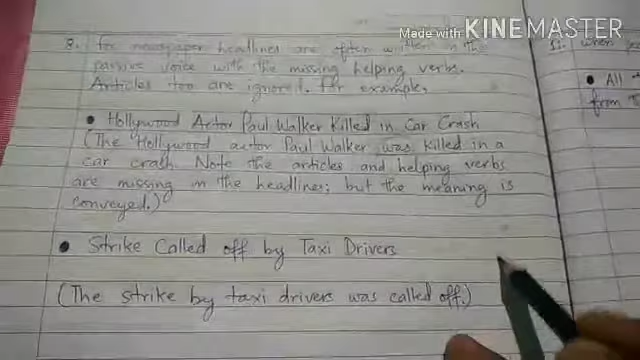 Made with KINEMASTER
8. For newspaper headlines are often written in the
passive voice with the missing helping verbs.
Articles too are ignored. For example,
• Hollywood Actor Paul Walker Killed in Car Crash
(The Hollywood actor Paul Walker was killed in a
car crash. Note the articles and helping verbs
are missing in the headlines; but the meaning is
conveyed.)
• Strike Called off by Taxi Drivers
(The strike by taxi drivers was called off.)
11. when
• All
from